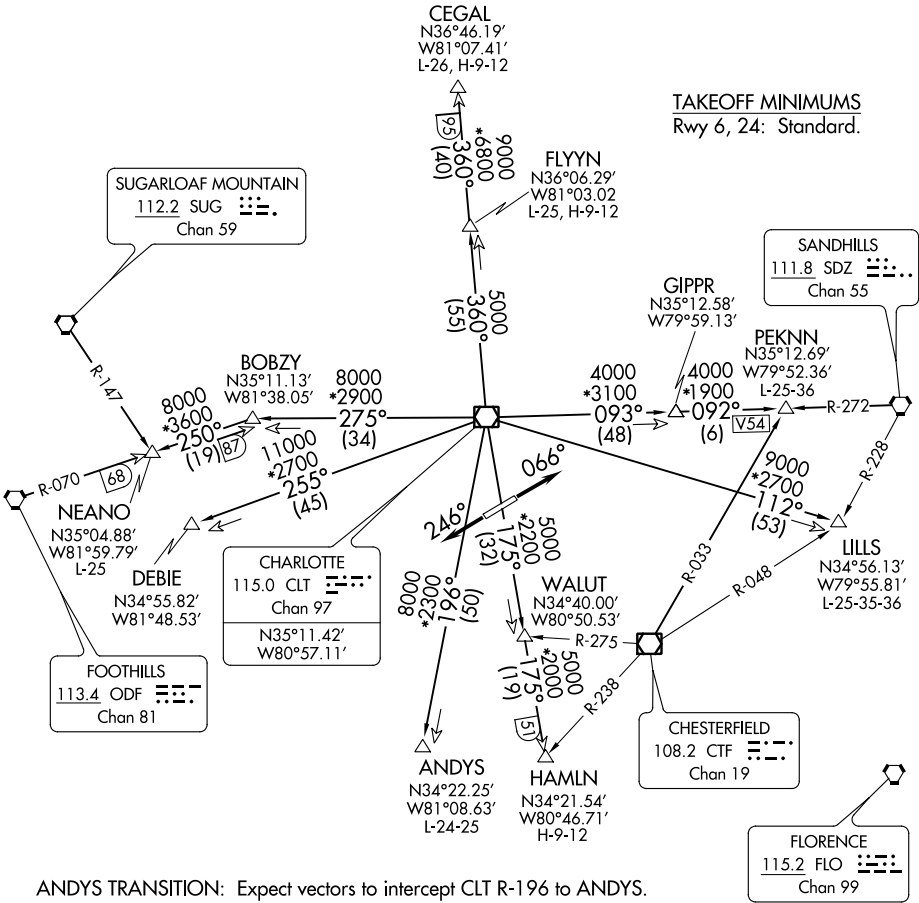 CEGAL
N36°46.19'
W81°07.41'
L-26, H-9-12
TAKEOFF MINIMUMS
Rwy 6, 24: Standard.
95
9000
*6800
360°
(40)
FLYYN
N36°06.29'
W81°03.02
L-25, H-9-12
SUGARLOAF MOUNTAIN
112.2 SUG
Chan 59
SANDHILLS
111.8 SDZ
Chan 55
5000
360°
(55)
GIPPR
N35°12.58'
W79°59.13'
PEKNN
N35°12.69'
W79°52.36'
L-25-36
R-147
BOBZY
N35°11.13'
W81°38.05'
8000
*2900
275°
(34)
4000
*3100
093°
(48)
4000
*1900
092°
(6)
V54
R-272
8000
*3600
250°
(19)
87
R-228
R-070
68
11000
*2700
255°
(45)
9000
*2700
112°
(53)
NEANO
N35°04.88'
W81°59.79'
L-25
DEBIE
N34°55.82'
W81°48.53'
066°
246°
LILLS
N34°56.13'
W79°55.81'
L-25-35-36
CHARLOTTE
115.0 CLT
Chan 97
N35°11.42'
W80°57.11'
5000
*2200
175°
(32)
WALUT
N34°40.00'
W80°50.53'
R-033
R-048
R-275
8000
*2300
196°
(50)
5000
*2000
175°
(19)
51
R-238
FOOTHILLS
113.4 ODF
Chan 81
CHESTERFIELD
108.2 CTF
Chan 19
ANDYS
N34°22.25'
W81°08.63'
L-24-25
HAMLN
N34°21.54'
W80°46.71'
H-9-12
FLORENCE
115.2 FLO
Chan 99
ANDYS TRANSITION: Expect vectors to intercept CLT R-196 to ANDYS.